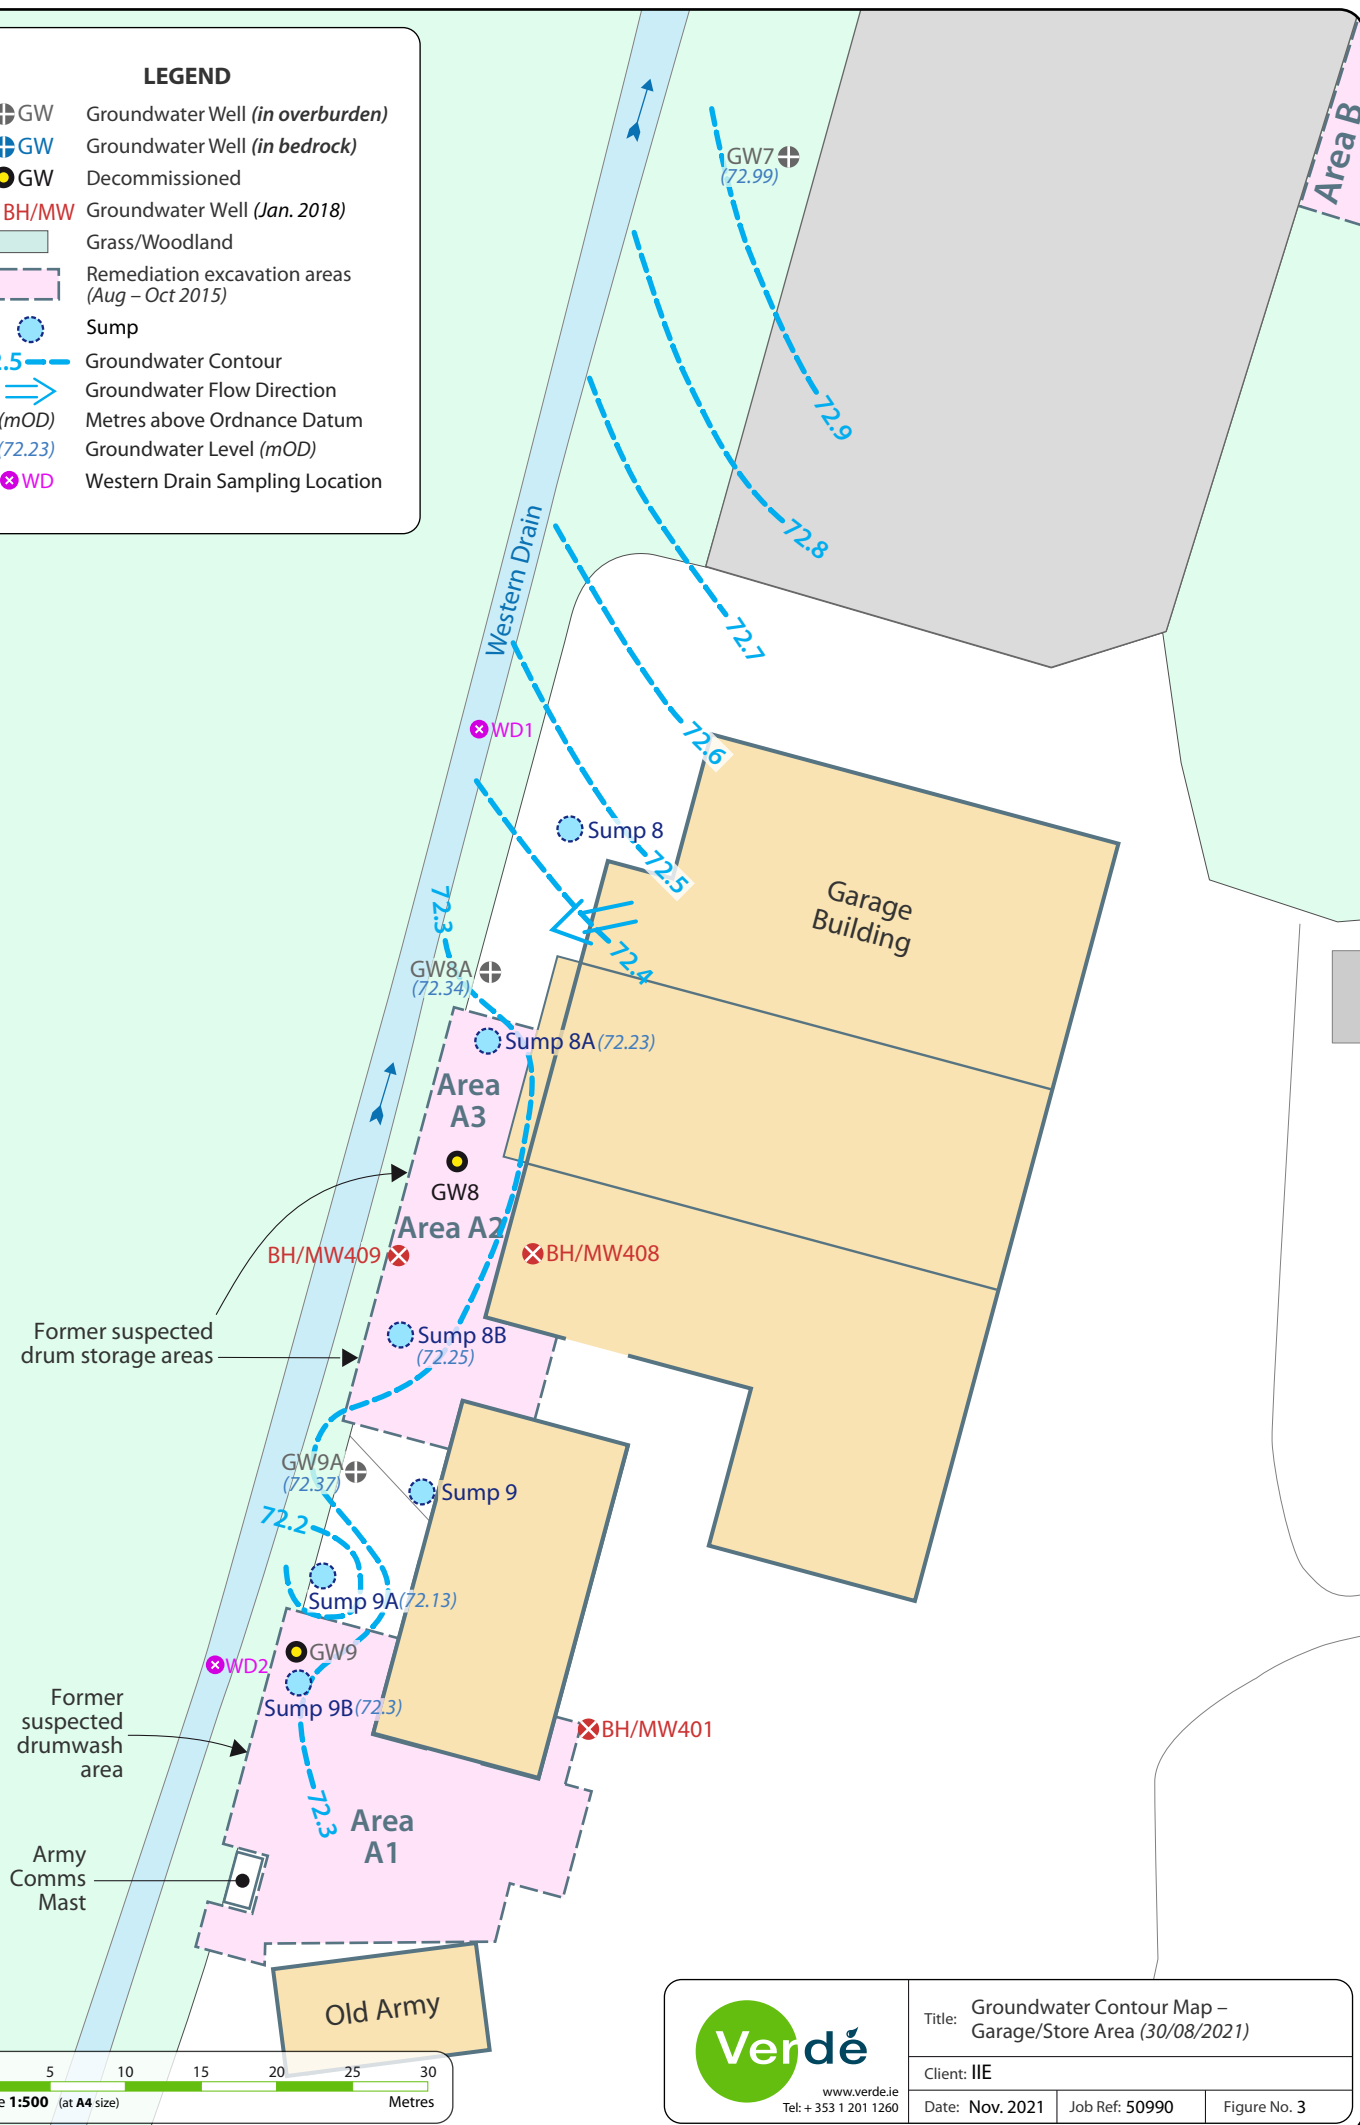 LEGEND
GW Groundwater Well (in overburden)
GW Groundwater Well (in bedrock)
GW Decommissioned
BH/MW Groundwater Well (Jan. 2018)
Grass/Woodland
Remediation excavation areas
(Aug – Oct 2015)
Sump
.5 Groundwater Contour
Groundwater Flow Direction
(mOD) Metres above Ordnance Datum
(72.23) Groundwater Level (mOD)
WD Western Drain Sampling Location
Area B
GW7
(72.99)
72.9
72.8
Western Drain
72.7
WD1
72.6
Sump 8
72.5
Garage
Building
72.3
72.4
GW8A
(72.34)
Sump 8A (72.23)
Area
A3
GW8
Area A2
BH/MW409
BH/MW408
Former suspected
drum storage areas
Sump 8B
(72.25)
GW9A
(72.37)
Sump 9
72.2
Sump 9A (72.13)
GW9
WD2
Sump 9B (72.3)
Former
suspected
drumwash
area
BH/MW401
72.3
Area
A1
Army
Comms
Mast
Old Army
5 10 15 20 25 30
e 1:500 (at A4 size) Metres
Verdé
www.verde.ie
Tel: + 353 1 201 1260
Title: Groundwater Contour Map –
Garage/Store Area (30/08/2021)
Client: IIE
Date: Nov. 2021 Job Ref: 50990 Figure No. 3